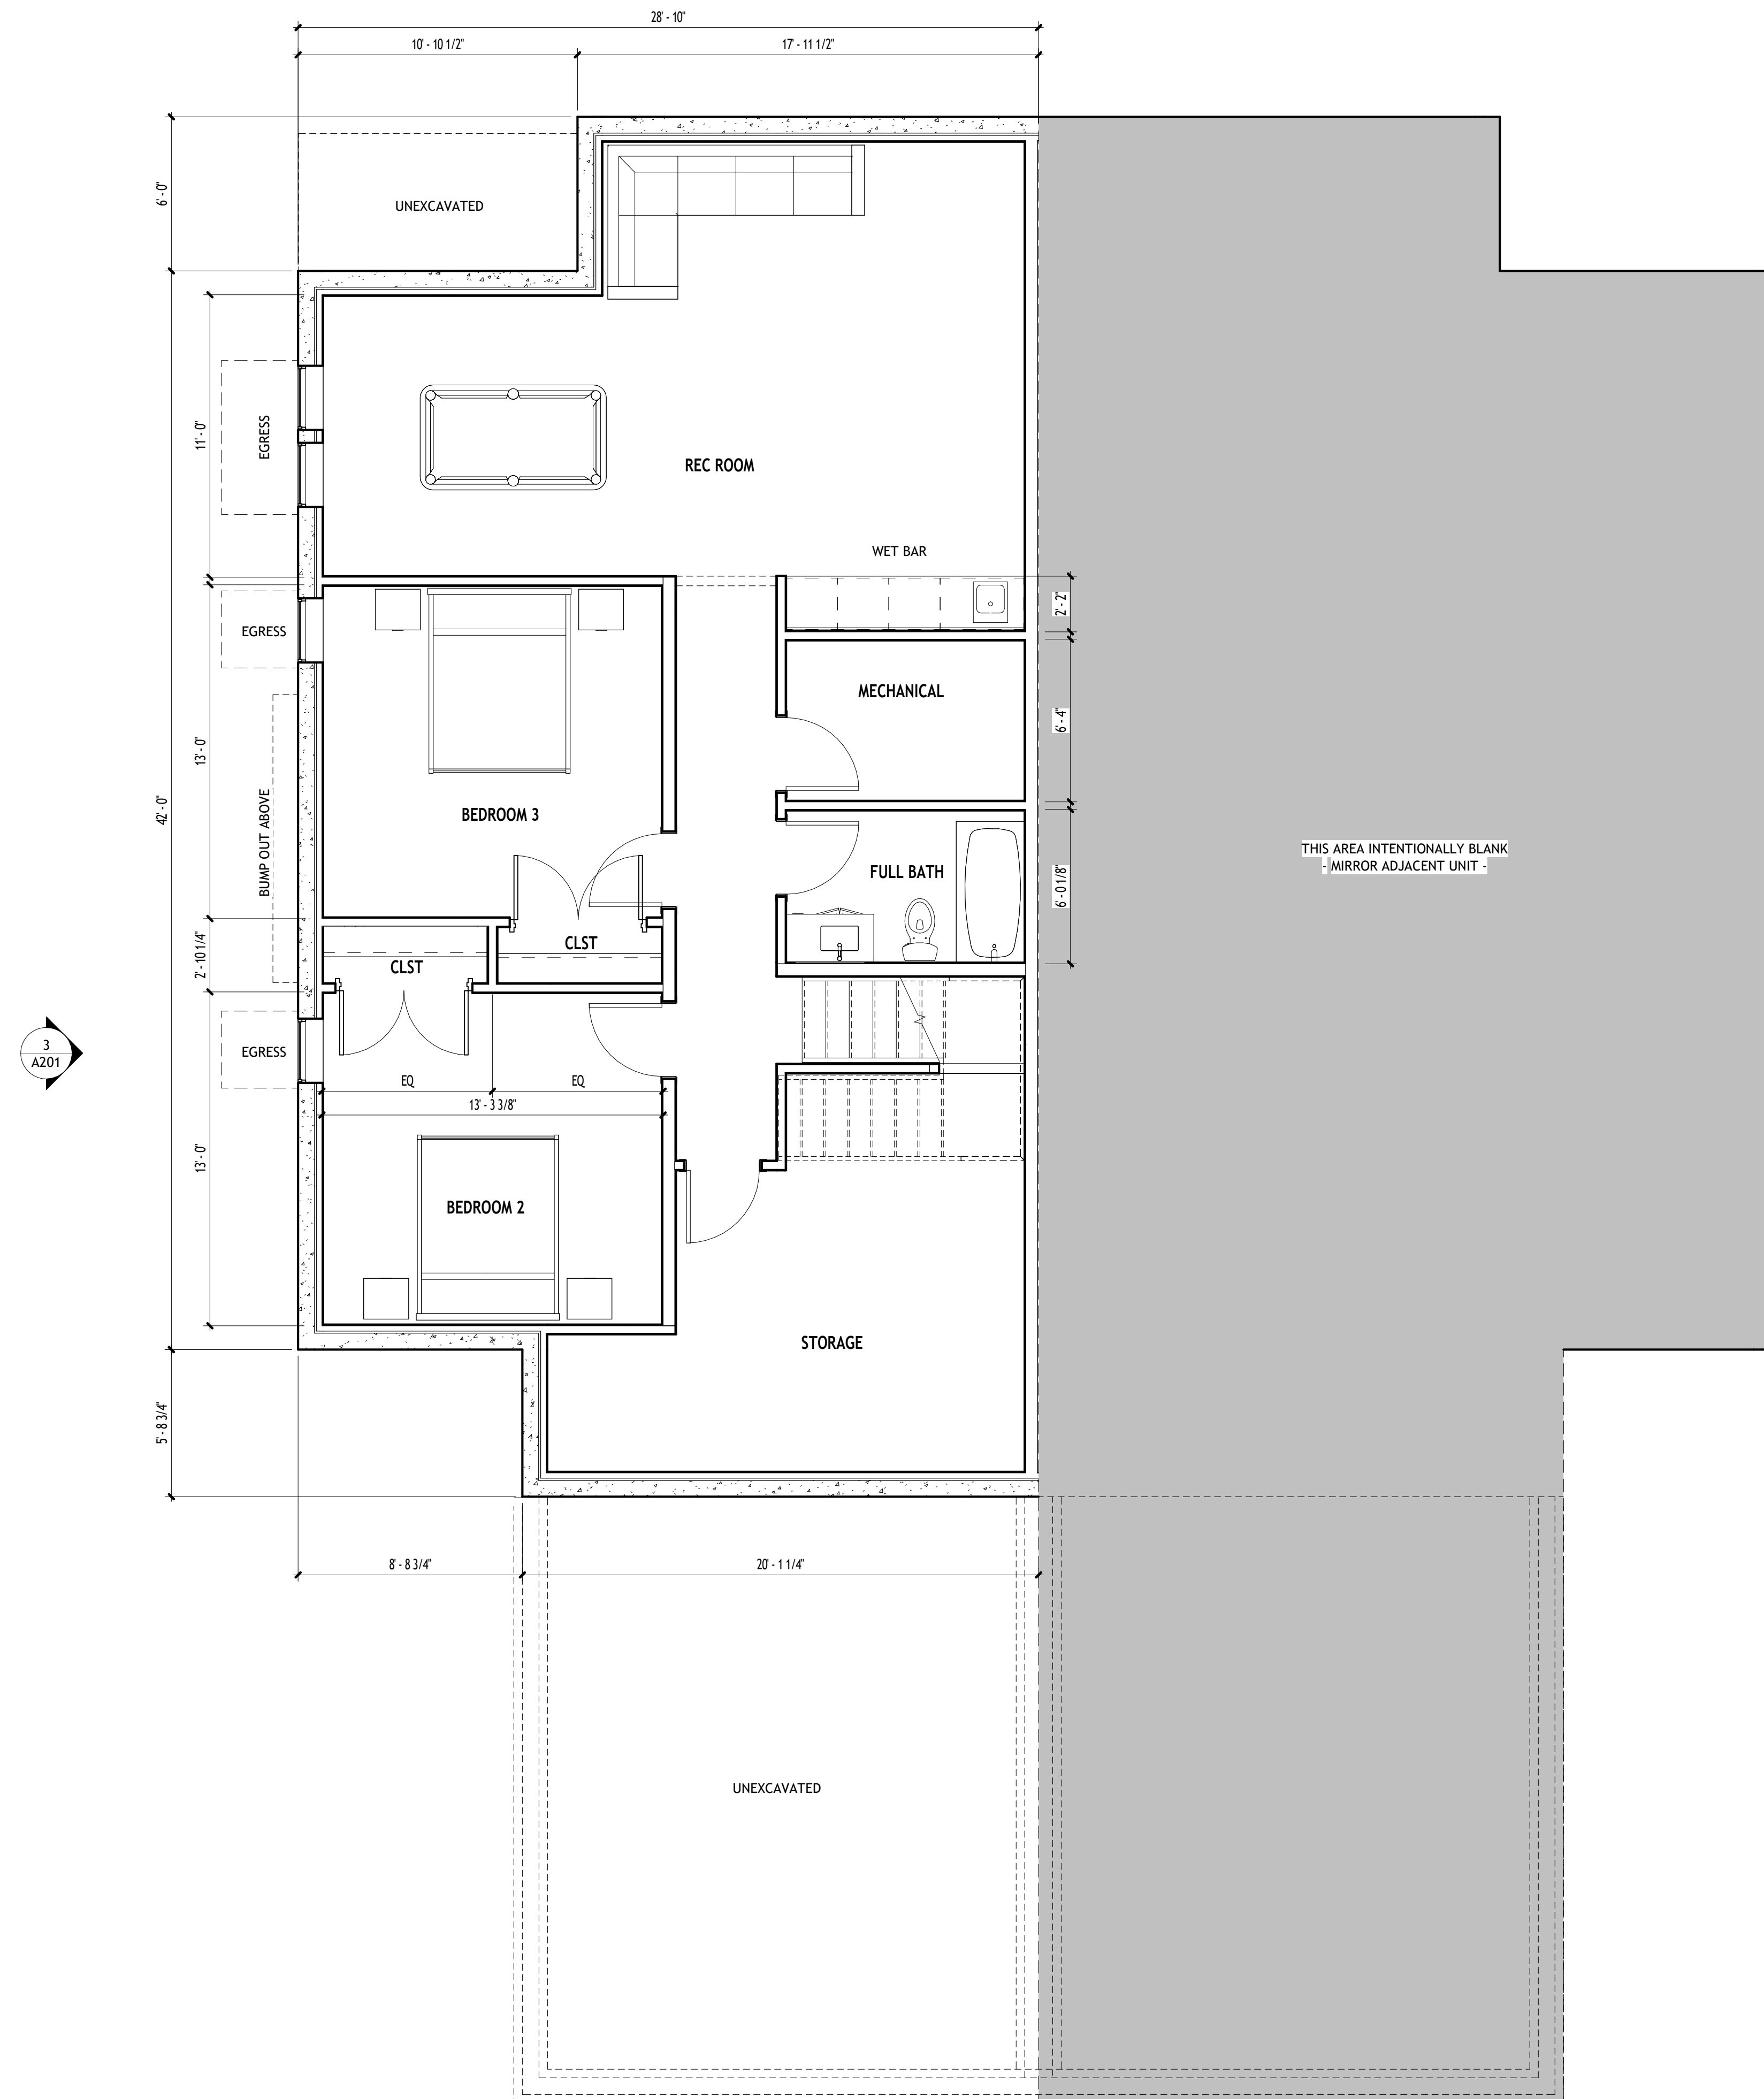 28' - 10"
10' - 10 1/2"
17' - 11 1/2"
6' - 0"
UNEXCAVATED
11' - 0"
EGRESS
REC ROOM
WET BAR
2' - 2"
EGRESS
MECHANICAL
6' - 4"
13' - 0"
42' - 0"
BUMP OUT ABOVE
BEDROOM 3
FULL BATH
6' - 0 1/8"
THIS AREA INTENTIONALLY BLANK
- MIRROR ADJACENT UNIT -
2' - 10 1/4"
CLST
CLST
3
A201
EGRESS
EQ
EQ
13' - 3 3/8"
13' - 0"
BEDROOM 2
STORAGE
5' - 8 3/4"
8' - 8 3/4"
20' - 1 1/4"
UNEXCAVATED